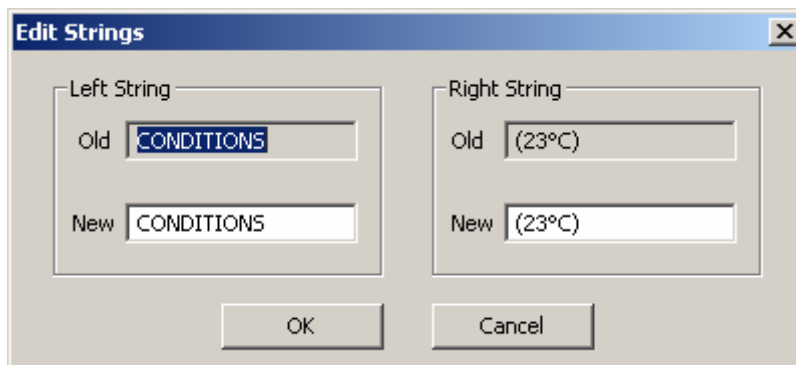 Edit Strings
Left String
Right String
Old CONDITIONS
Old (23°C)
New CONDITIONS
New (23°C)
OK
Cancel